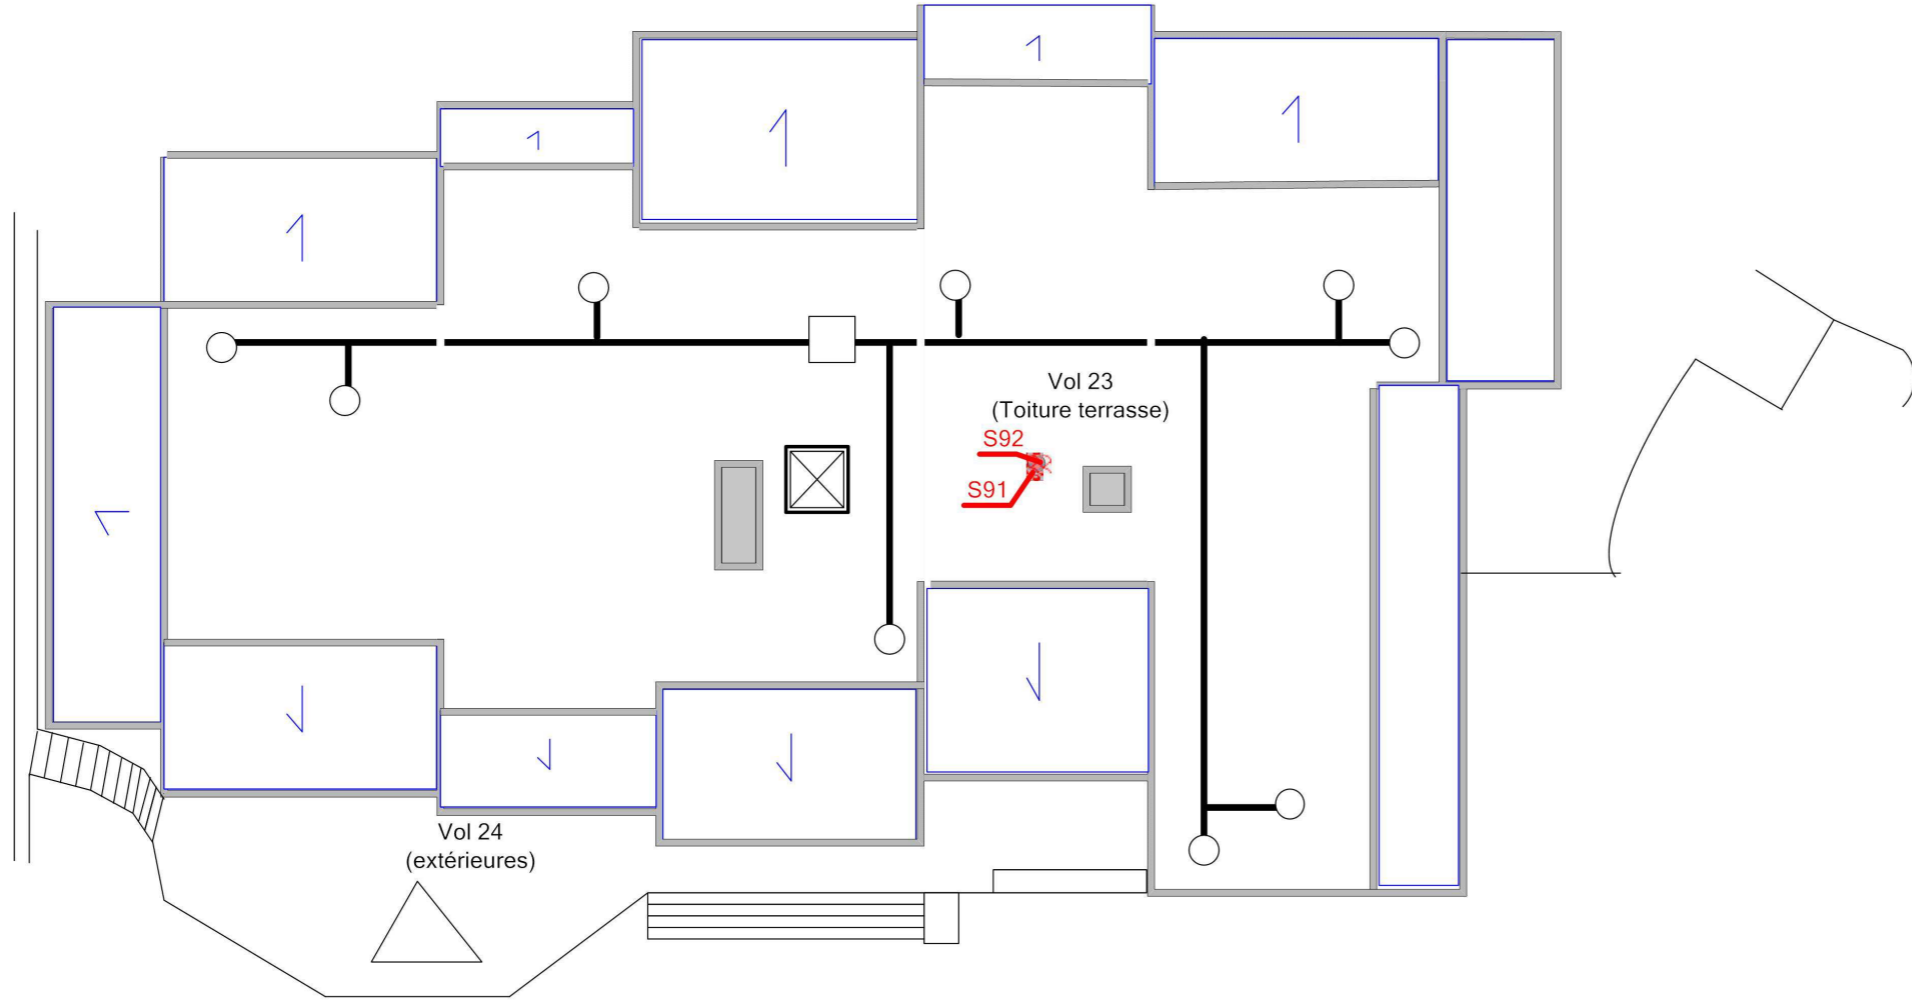 Vol 23
(Toiture terrasse)
S92
S91
Vol 24
(extérieures)